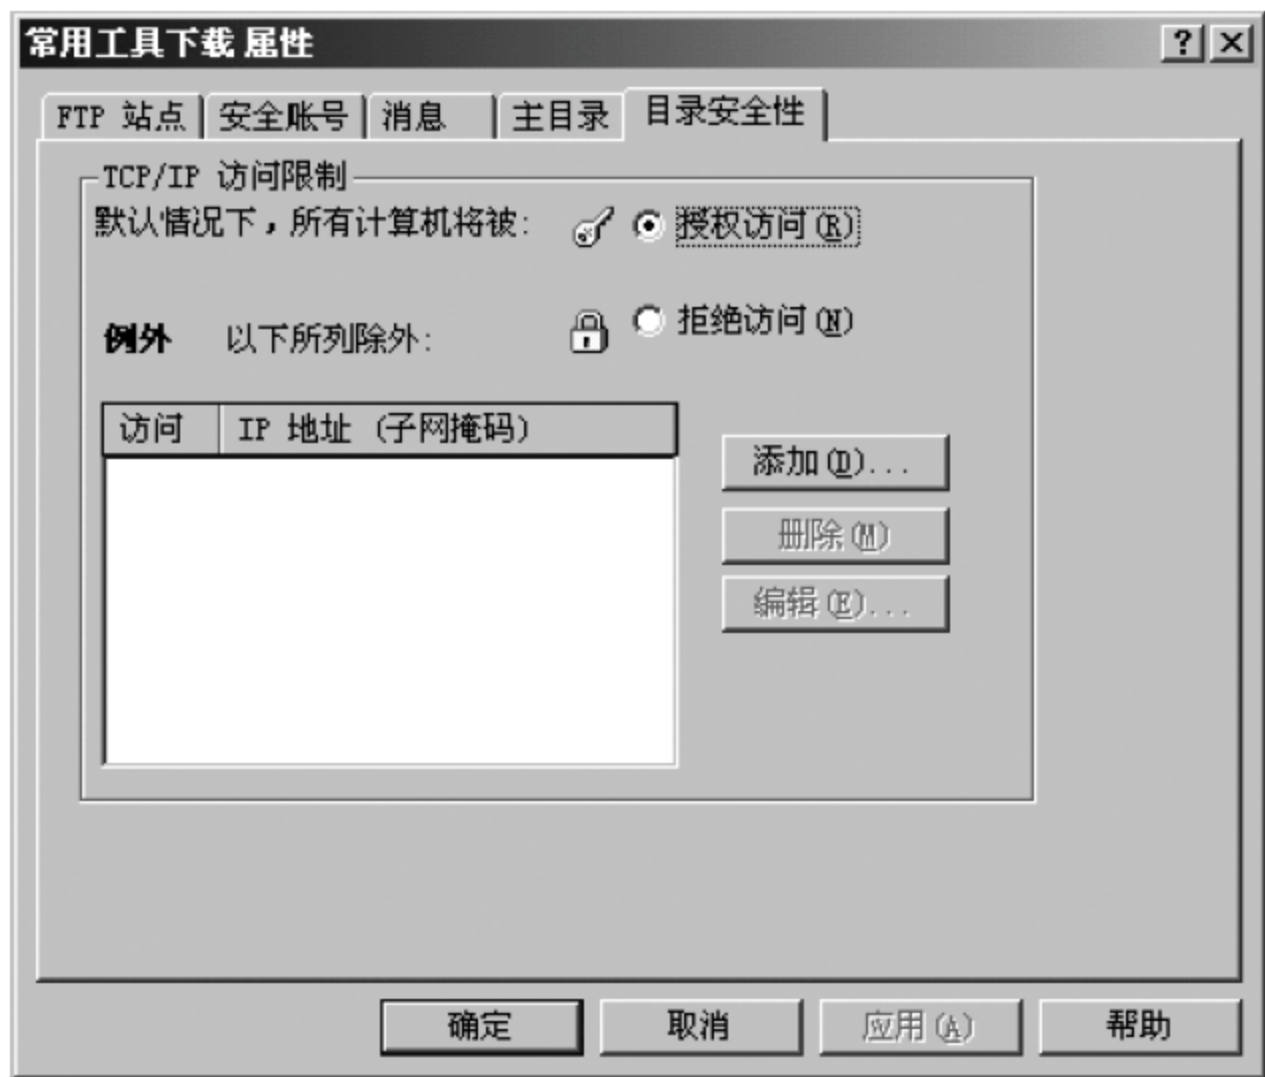 常用工具下载 属性
FTP 站点 安全账号 消息 主目录 目录安全性
TCP/IP 访问限制
默认情况下，所有计算机将被: 授权访问(R)
例外 以下所列除外: 拒绝访问(N)
访问 IP 地址 (子网掩码)
添加(D)...
删除(M)
编辑(E)...
确定 取消 应用(A) 帮助